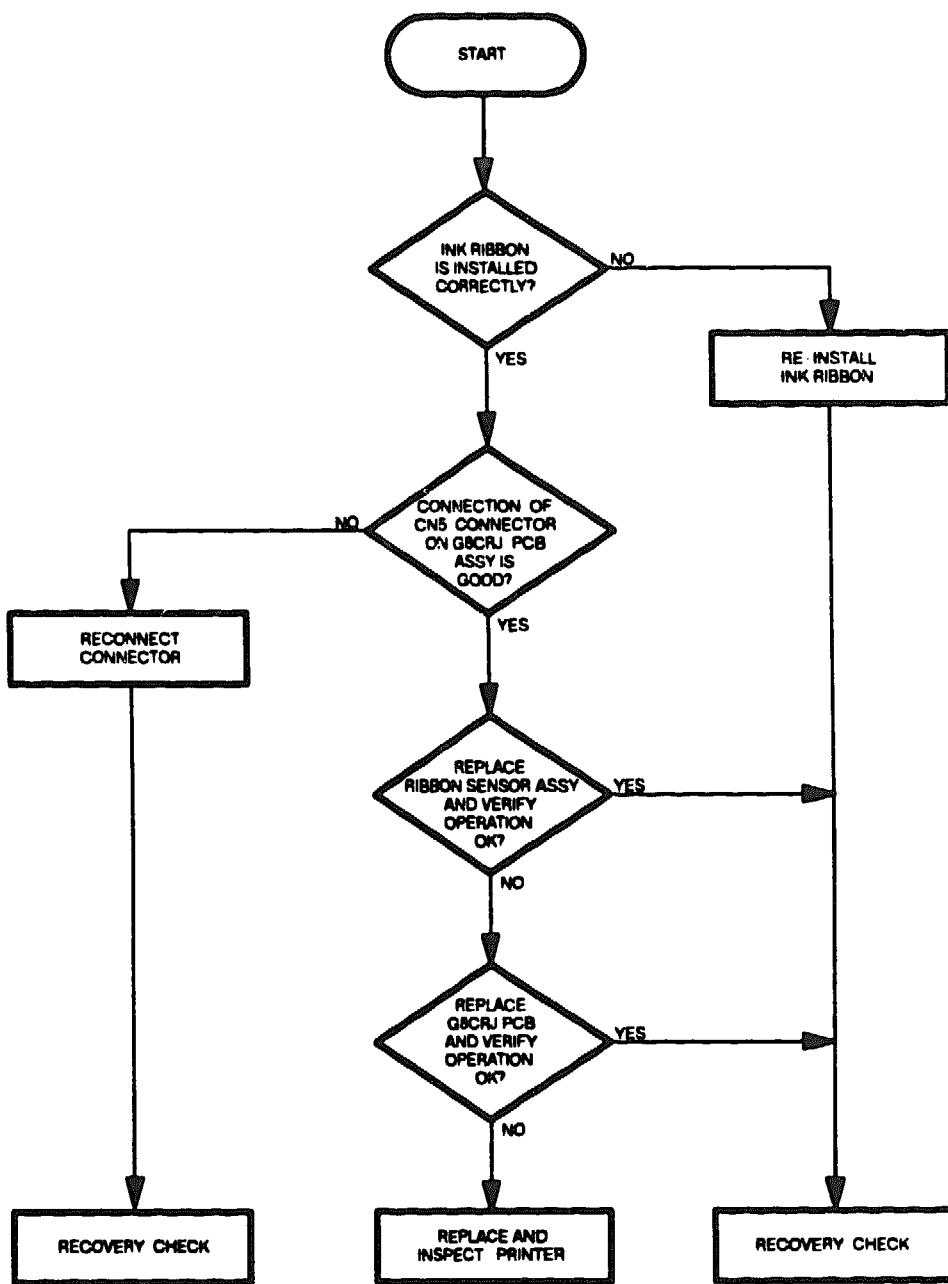 START
INK RIBBON
IS INSTALLED
CORRECTLY?
NO
YES
RE-INSTALL
INK RIBBON
CONNECTION OF
CN5 CONNECTOR
ON G8CRJ PCB
ASSY IS
GOOD?
NO
YES
RECONNECT
CONNECTOR
REPLACE
RIBBON SENSOR ASSY
AND VERIFY
OPERATION
OK?
YES
NO
REPLACE
G8CRJ PCB
AND VERIFY
OPERATION
OK?
YES
NO
RECOVERY CHECK
REPLACE AND
INSPECT PRINTER
RECOVERY CHECK